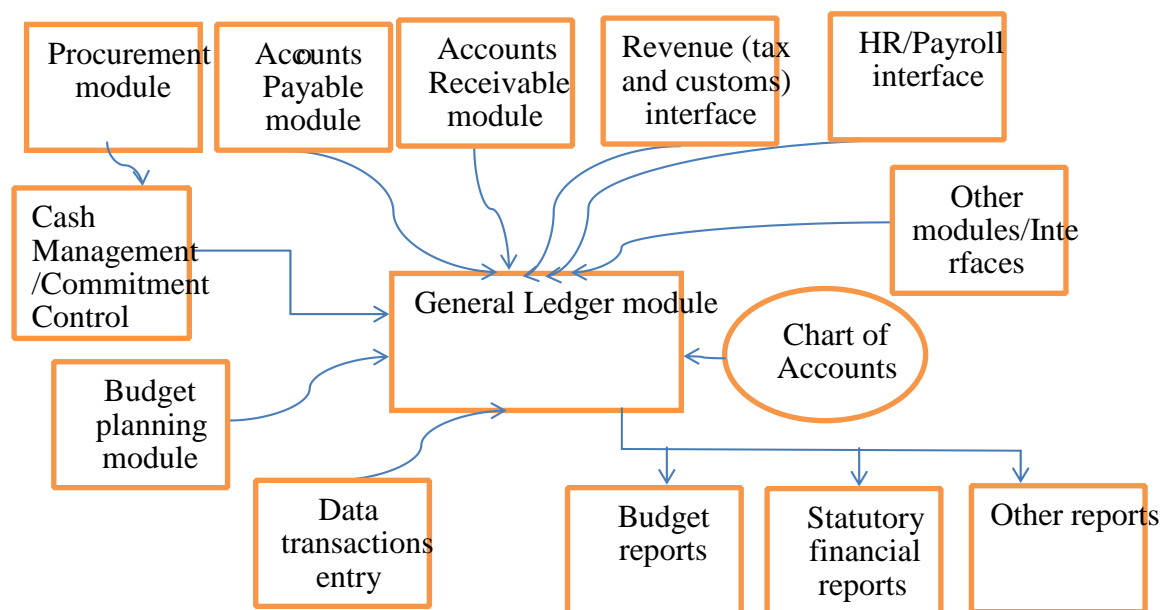 Procurement
module
Accounts
Payable
module
Accounts
Receivable
module
Revenue (tax
and customs)
interface
HR/Payroll
interface
Cash
Management
/Commitment
Control
Other
modules/Inte
rfaces
General Ledger module
Chart of
Accounts
Budget
planning
module
Data
transactions
entry
Budget
reports
Statutory
financial
reports
Other reports